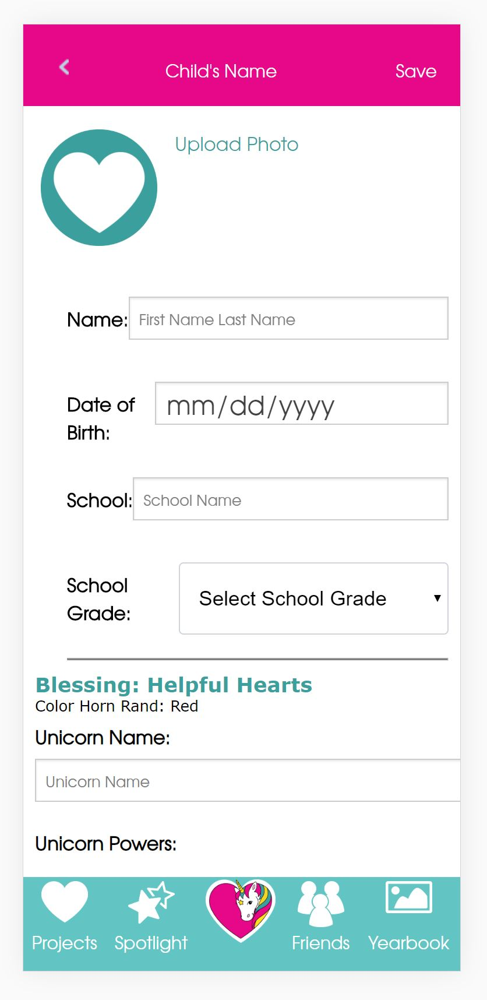 Child's Name
Save
Upload Photo
Name:
First Name Last Name
Date of
Birth:
mm/dd/yyyy
School:
School Name
School
Grade:
Select School Grade
Blessing: Helpful Hearts
Color Horn Rand: Red
Unicorn Name:
Unicorn Name
Unicorn Powers:
Projects
Spotlight
Friends
Yearbook